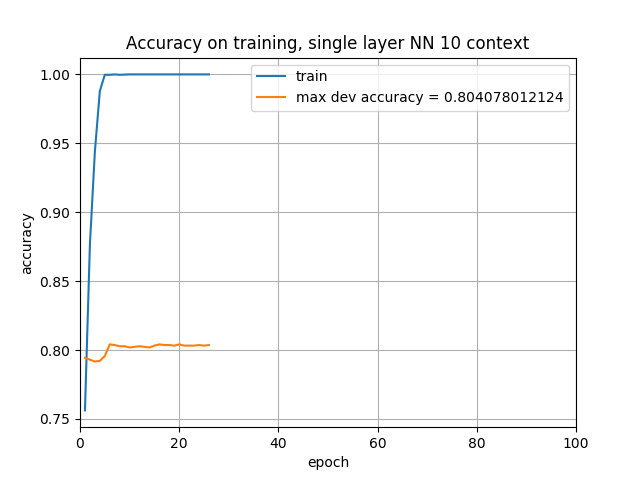 Accuracy on training, single layer NN 10 context
train
max dev accuracy = 0.804078012124
1.00
0.95
0.90
0.85
0.80
0.75
accuracy
0
20
40
60
80
100
epoch